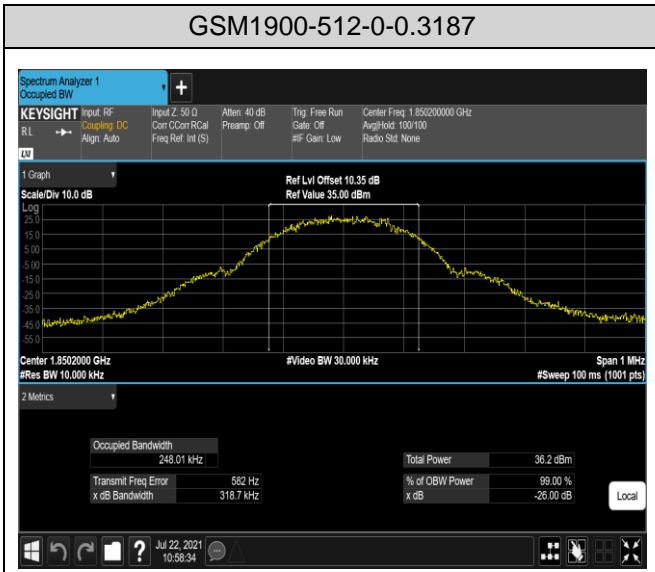 GSM1900-512-0-0.3187
Spectrum Analyzer 1
Occupied BW
+
KEYSIGHT Input: RF Input Z: 50 Ω Atten: 40 dB Trig: Free Run Center Freq: 1.850200000 GHz
RL Coupling: DC Corr CCorr RCal Preamp: Off Gate: Off Avg|Hold: 100/100
Align: Auto Freq Ref: Int (S) #IF Gain: Low Radio Std: None
LXI
1 Graph
Ref Lvl Offset 10.35 dB
Scale/Div 10.0 dB Ref Value 35.00 dBm
Log
25.0
15.0
5.00
-5.00
-15.0
-25.0
-35.0
-45.0
-55.0
Center 1.8502000 GHz #Video BW 30.000 kHz Span 1 MHz
#Res BW 10.000 kHz #Sweep 100 ms (1001 pts)
2 Metrics
Occupied Bandwidth
248.01 kHz Total Power 36.2 dBm
Transmit Freq Error 582 Hz % of OBW Power 99.00 %
x dB Bandwidth 318.7 kHz x dB -26.00 dB
Local
? Jul 22, 2021
10:58:34